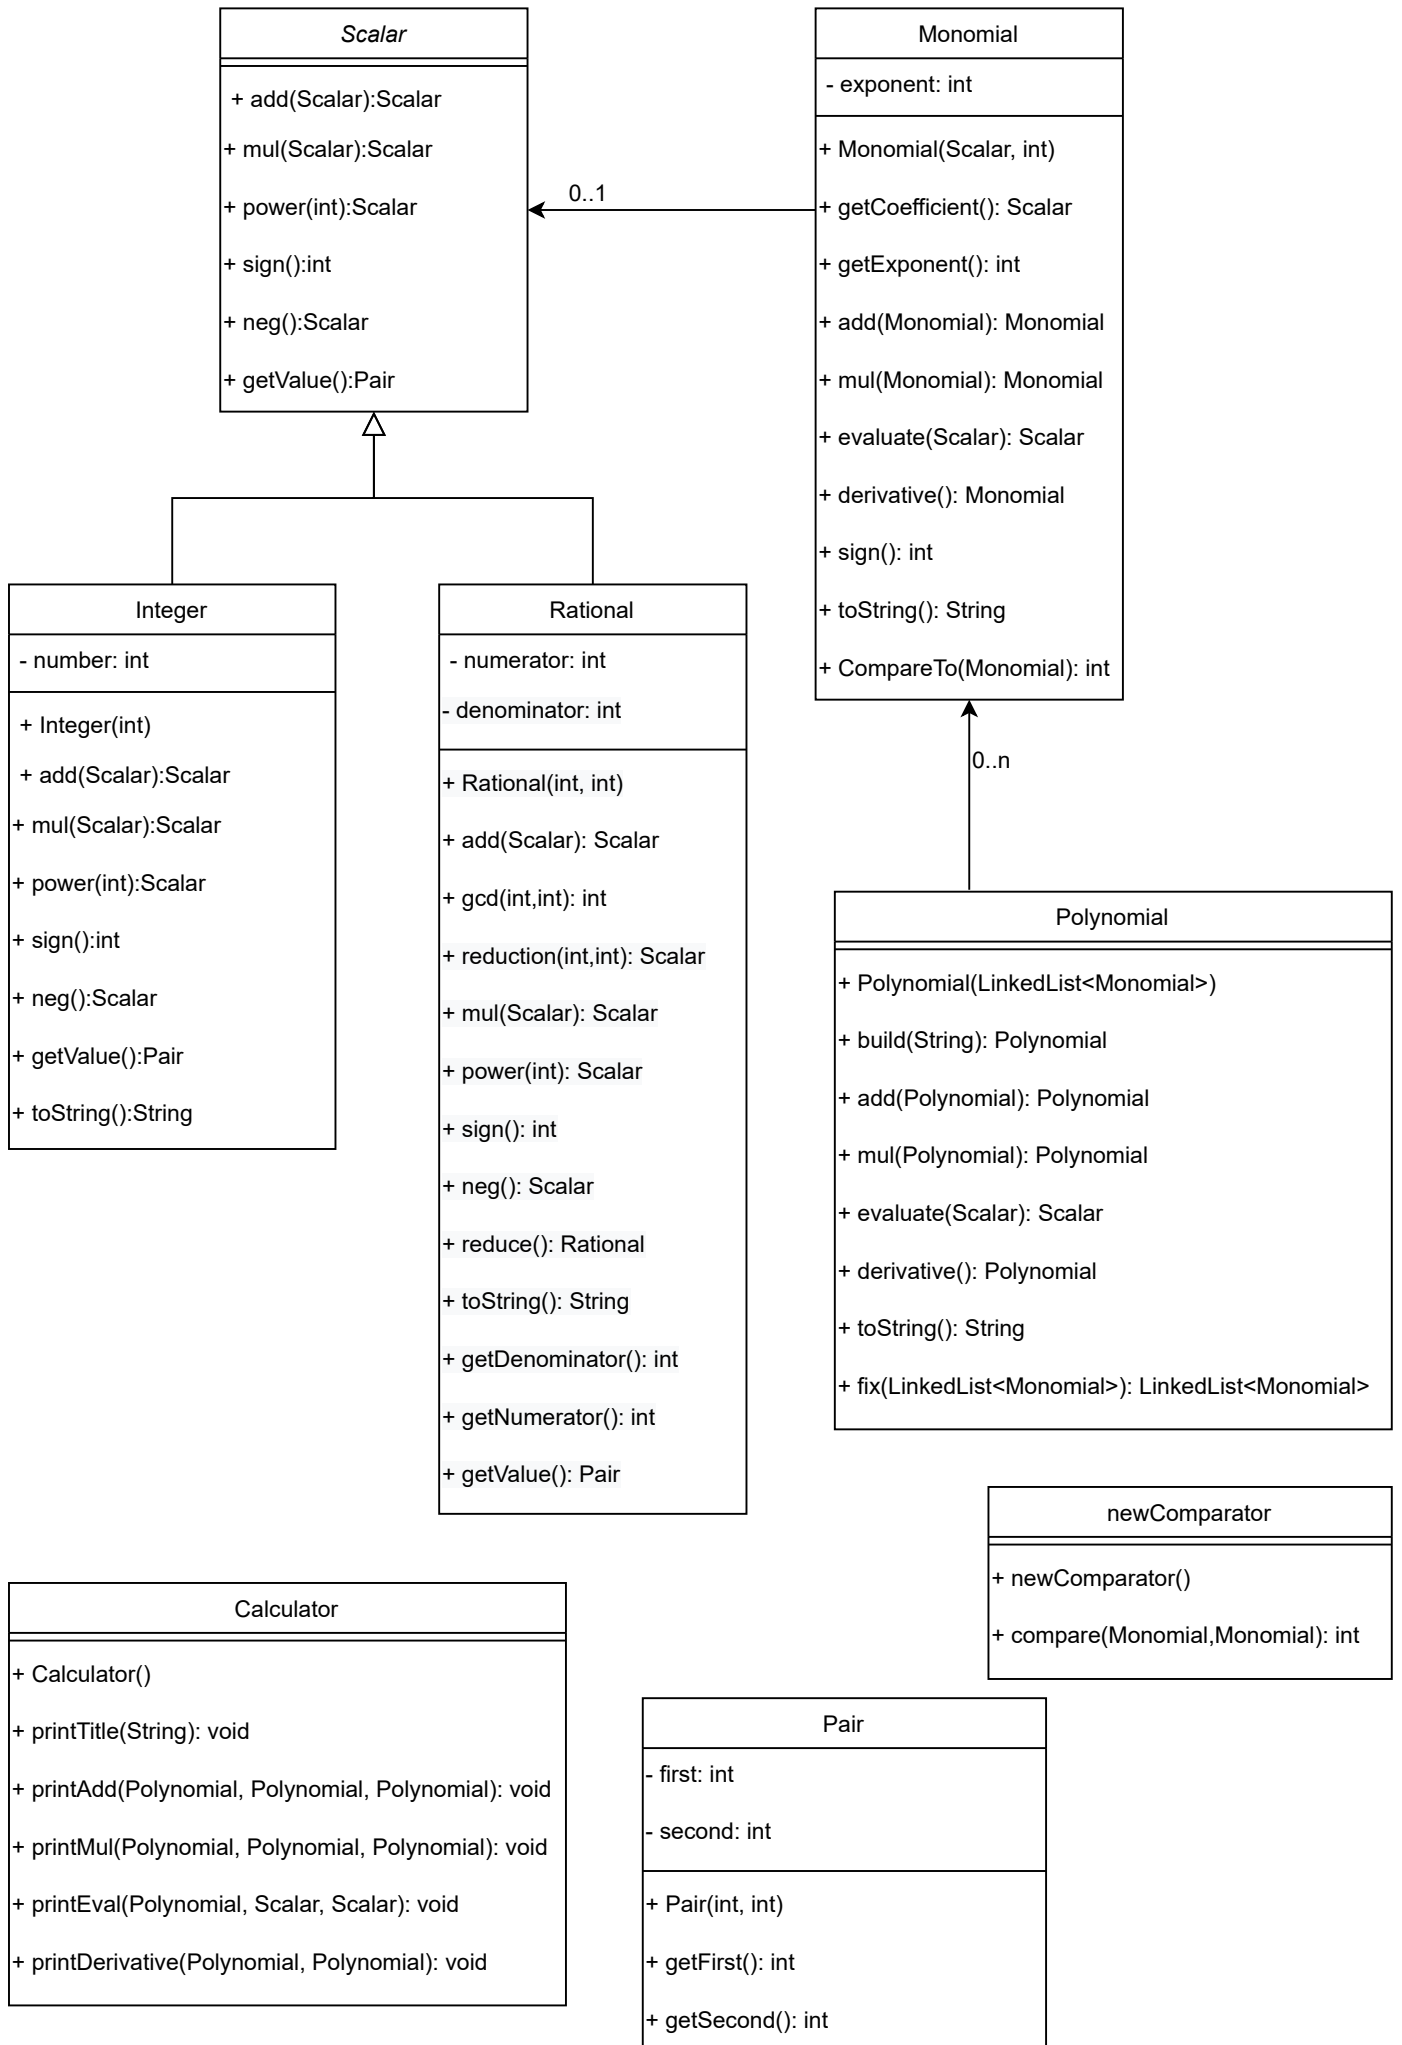 Scalar
+ add(Scalar):Scalar
+ mul(Scalar):Scalar
+ power(int):Scalar
+ sign():int
+ neg():Scalar
+ getValue():Pair
0..1
Monomial
- exponent: int
+ Monomial(Scalar, int)
+ getCoefficient(): Scalar
+ getExponent(): int
+ add(Monomial): Monomial
+ mul(Monomial): Monomial
+ evaluate(Scalar): Scalar
+ derivative(): Monomial
+ sign(): int
+ toString(): String
+ CompareTo(Monomial): int
Integer
- number: int
+ Integer(int)
+ add(Scalar):Scalar
+ mul(Scalar):Scalar
+ power(int):Scalar
+ sign():int
+ neg():Scalar
+ getValue():Pair
+ toString():String
Rational
- numerator: int
- denominator: int
+ Rational(int, int)
+ add(Scalar): Scalar
+ gcd(int,int): int
+ reduction(int,int): Scalar
+ mul(Scalar): Scalar
+ power(int): Scalar
+ sign(): int
+ neg(): Scalar
+ reduce(): Rational
+ toString(): String
+ getDenominator(): int
+ getNumerator(): int
+ getValue(): Pair
0..n
Polynomial
+ Polynomial(LinkedList<Monomial>)
+ build(String): Polynomial
+ add(Polynomial): Polynomial
+ mul(Polynomial): Polynomial
+ evaluate(Scalar): Scalar
+ derivative(): Polynomial
+ toString(): String
+ fix(LinkedList<Monomial>): LinkedList<Monomial>
newComparator
+ newComparator()
+ compare(Monomial,Monomial): int
Calculator
+ Calculator()
+ printTitle(String): void
+ printAdd(Polynomial, Polynomial, Polynomial): void
+ printMul(Polynomial, Polynomial, Polynomial): void
+ printEval(Polynomial, Scalar, Scalar): void
+ printDerivative(Polynomial, Polynomial): void
Pair
- first: int
- second: int
+ Pair(int, int)
+ getFirst(): int
+ getSecond(): int